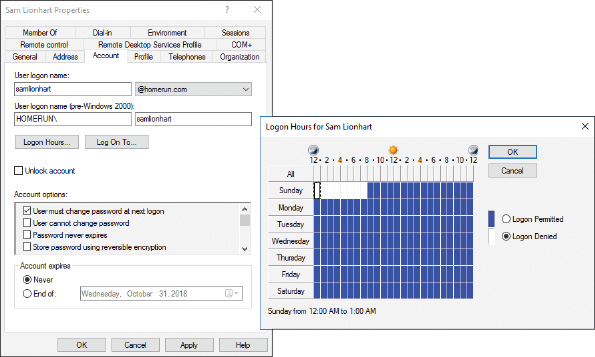 Sam Lionhart Properties
Member Of Dial-in Environment Sessions
Remote control Remote Desktop Services Profile COM+
General Address Account Profile Telephones Organization
User logon name:
samlionhart @homerun.com
User logon name (pre-Windows 2000):
HOMERUN\ samlionhart
Logon Hours... Log On To...
Unlock account
Account options:
User must change password at next logon
User cannot change password
Password never expires
Store password using reversible encryption
Account expires
Never
End of: Wednesday, October 31, 2018
OK Cancel Apply Help
Logon Hours for Sam Lionhart
12 • 2 • 4 • 6 • 8 • 10 • 12 • 2 • 4 • 6 • 8 • 10 • 12
All
Sunday
Monday
Tuesday
Wednesday
Thursday
Friday
Saturday
OK
Cancel
Logon Permitted
Logon Denied
Sunday from 12:00 AM to 1:00 AM